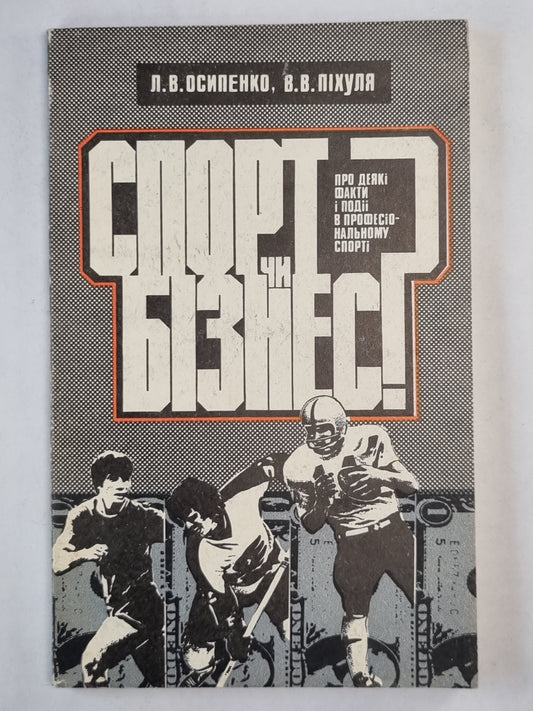 Л.В.ОСИПЕНКО, В.В.ПІХУЛЯ
СПОРТ
ЧИ
БІЗНЕС?
ПРО ДЕЯКІ
ФАКТИ
І ПОДІЇ
В ПРОФЕСІО-
НАЛЬНОМУ
СПОРТІ